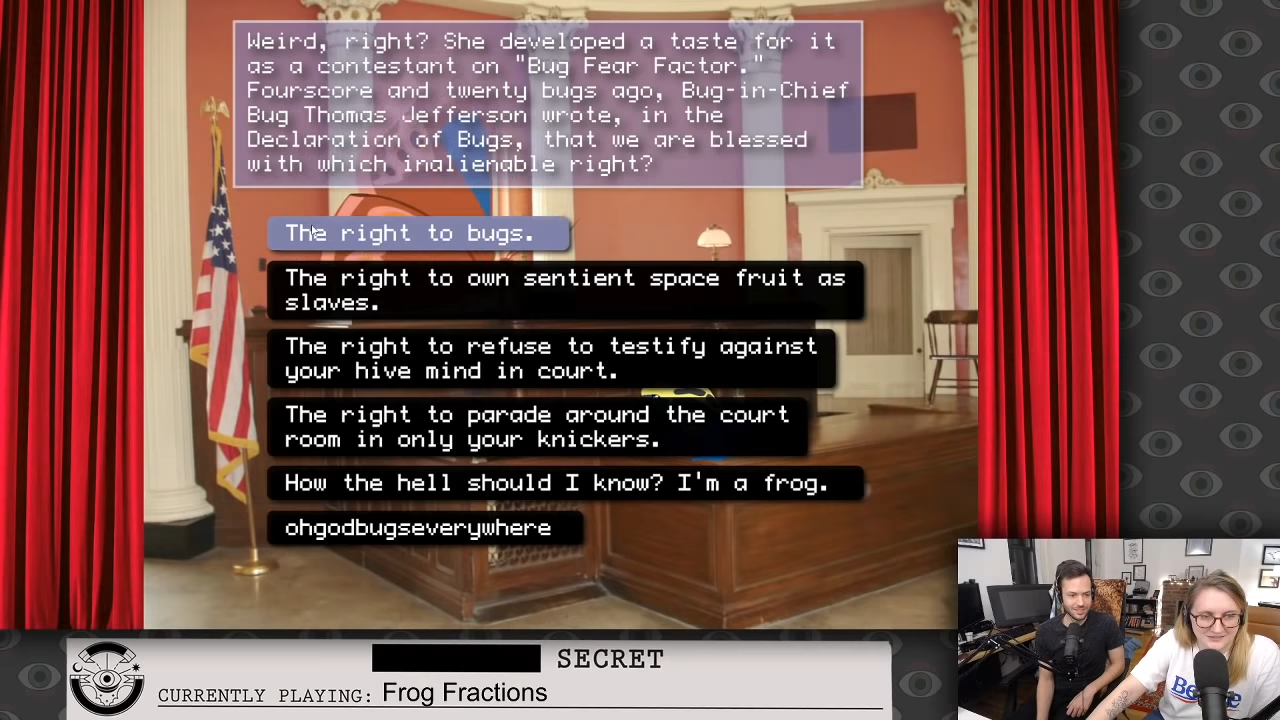 Weird, right? She developed a taste for it
as a contestant on "Bug Fear Factor."
Fourscore and twenty bugs ago, Bug-in-Chief
Bug Thomas Jefferson wrote, in the
Declaration of Bugs, that we are blessed
with which inalienable right?
The right to bugs.
The right to own sentient space fruit as
slaves.
The right to refuse to testify against
your hive mind in court.
The right to parade around the court
room in only your knickers.
How the hell should I know? I'm a frog.
ohgodbugseverywhere
SECRET
CURRENTLY PLAYING: Frog Fractions